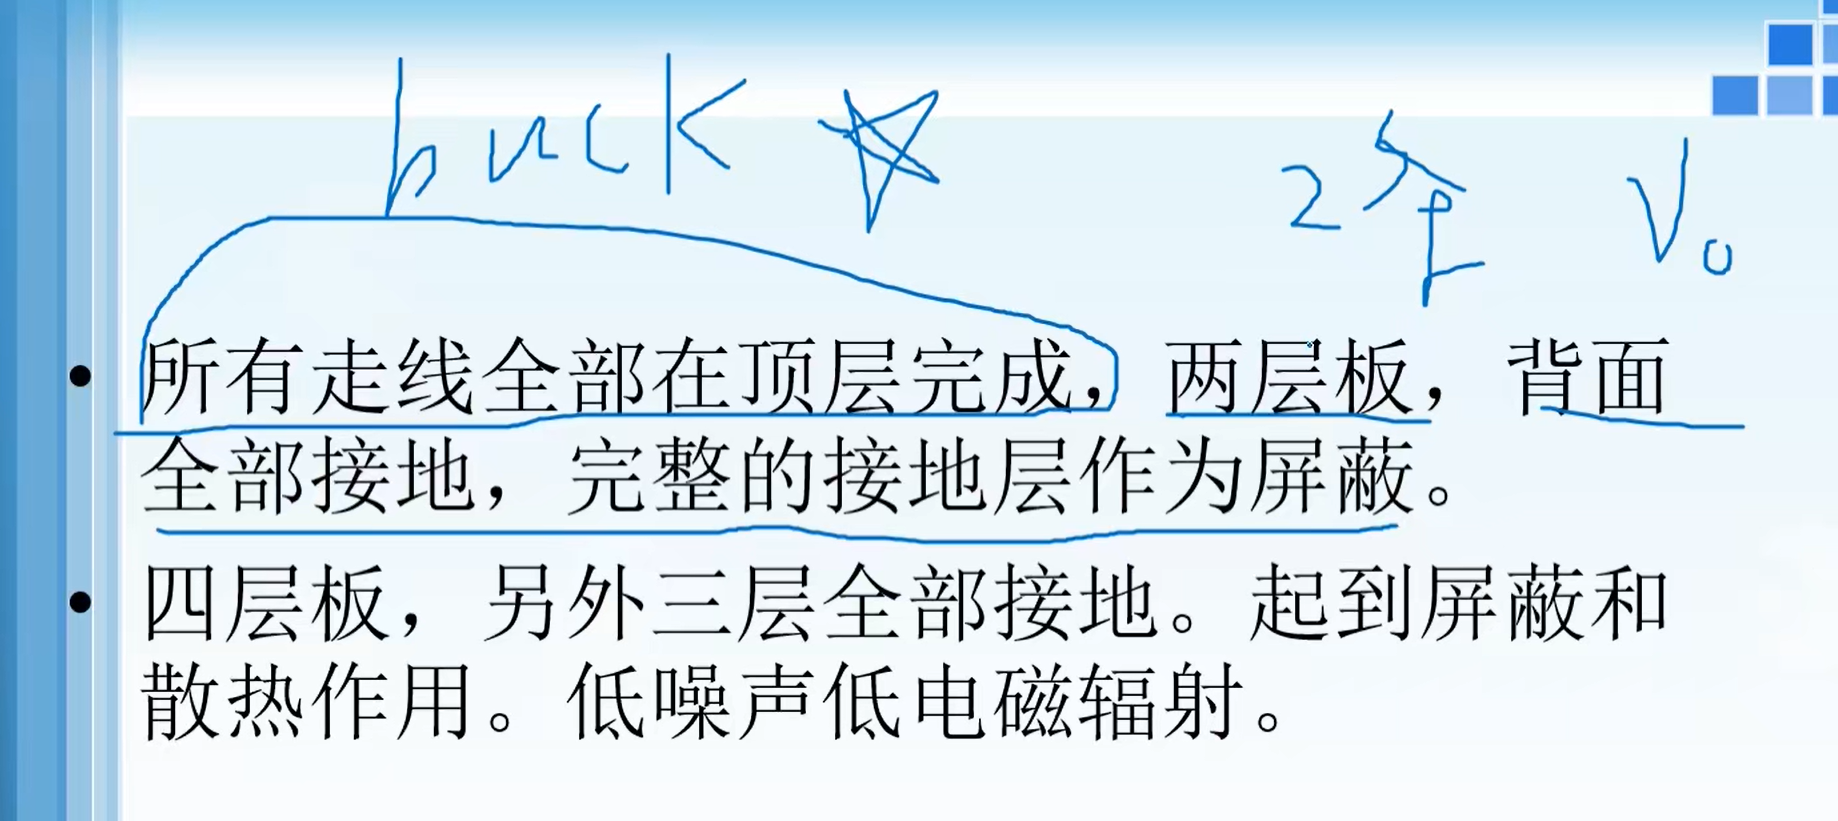 buck
2 V0
• 所有走线全部在顶层完成，两层板，背面
全部接地，完整的接地层作为屏蔽。
• 四层板，另外三层全部接地。起到屏蔽和
散热作用。低噪声低电磁辐射。